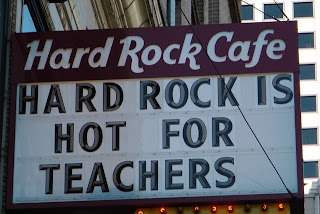 Hard Rock Cafe
HARD ROCK IS
HOT FOR
TEACHERS